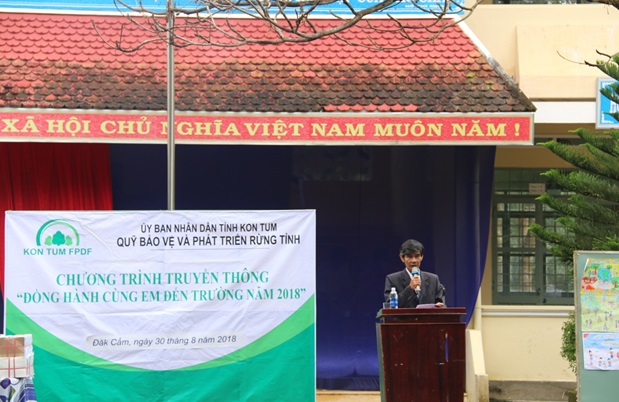 XÃ HỘI CHỦ NGHĨA VIỆT NAM MUÔN NĂM !
ỦY BAN NHÂN DÂN TỈNH KON TUM
QUỸ BẢO VỆ VÀ PHÁT TRIỂN RỪNG TỈNH
KON TUM FPDF
CHƯƠNG TRÌNH TRUYỀN THÔNG
“ĐỒNG HÀNH CÙNG EM ĐẾN TRƯỜNG NĂM 2018”
Đăk Cấm, ngày 30 tháng 8 năm 2018